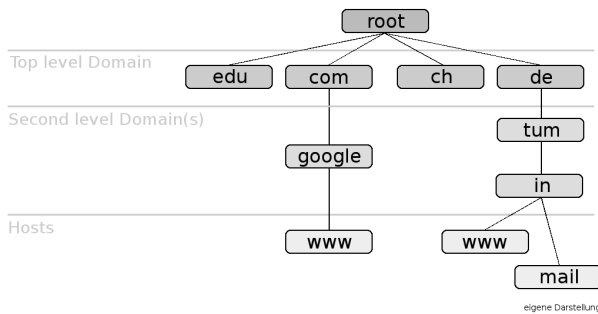 root
Top level Domain
edu com ch de
Second level Domain(s)
tum
google
in
Hosts
www www
mail
eigene Darstellung